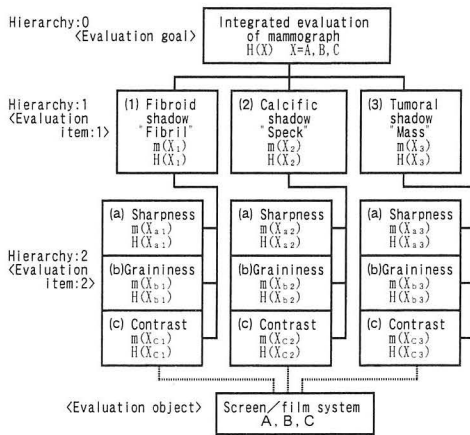 Hierarchy:0
<Evaluation goal>
Integrated evaluation
of mammograph
H(X) X=A, B, C
Hierarchy:1
<Evaluation
item:1>
(1) Fibroid
shadow
"Fibril"
m(X₁)
H(X₁)
(2) Calcific
shadow
"Speck"
m(X₂)
H(X₂)
(3) Tumoral
shadow
"Mass"
m(X₃)
H(X₃)
Hierarchy:2
<Evaluation
item:2>
(a) Sharpness
m(Xa1)
H(Xa1)
(b)Graininess
m(Xb1)
H(Xb1)
(c) Contrast
m(XC1)
H(XC1)
(a) Sharpness
m(Xa2)
H(Xa2)
(b)Graininess
m(Xb2)
H(Xb2)
(c) Contrast
m(XC2)
H(XC2)
(a) Sharpness
m(Xa3)
H(Xa3)
(b)Graininess
m(Xb3)
H(Xb3)
(c) Contrast
m(XC3)
H(XC3)
<Evaluation object>
Screen/film system
A, B, C